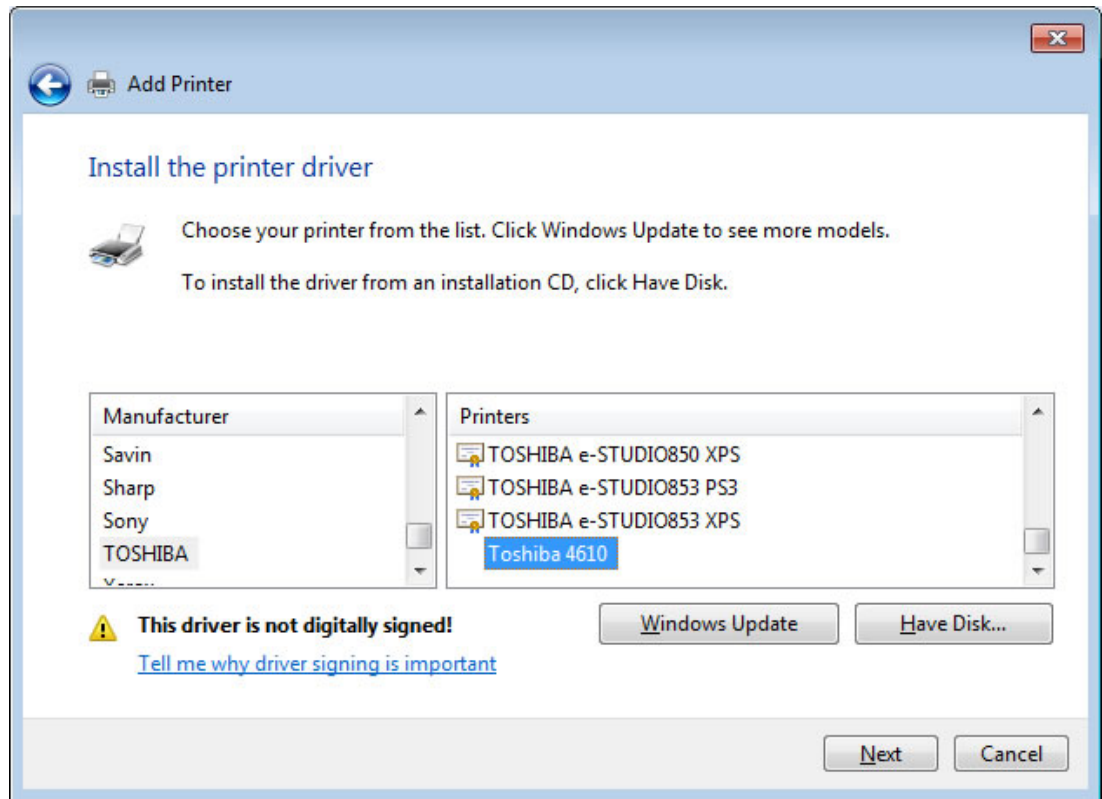 Add Printer
Install the printer driver
Choose your printer from the list. Click Windows Update to see more models.
To install the driver from an installation CD, click Have Disk.
Manufacturer
Savin
Sharp
Sony
TOSHIBA
Printers
TOSHIBA e-STUDIO850 XPS
TOSHIBA e-STUDIO853 PS3
TOSHIBA e-STUDIO853 XPS
Toshiba 4610
This driver is not digitally signed!
Tell me why driver signing is important
Windows Update
Have Disk...
Next
Cancel